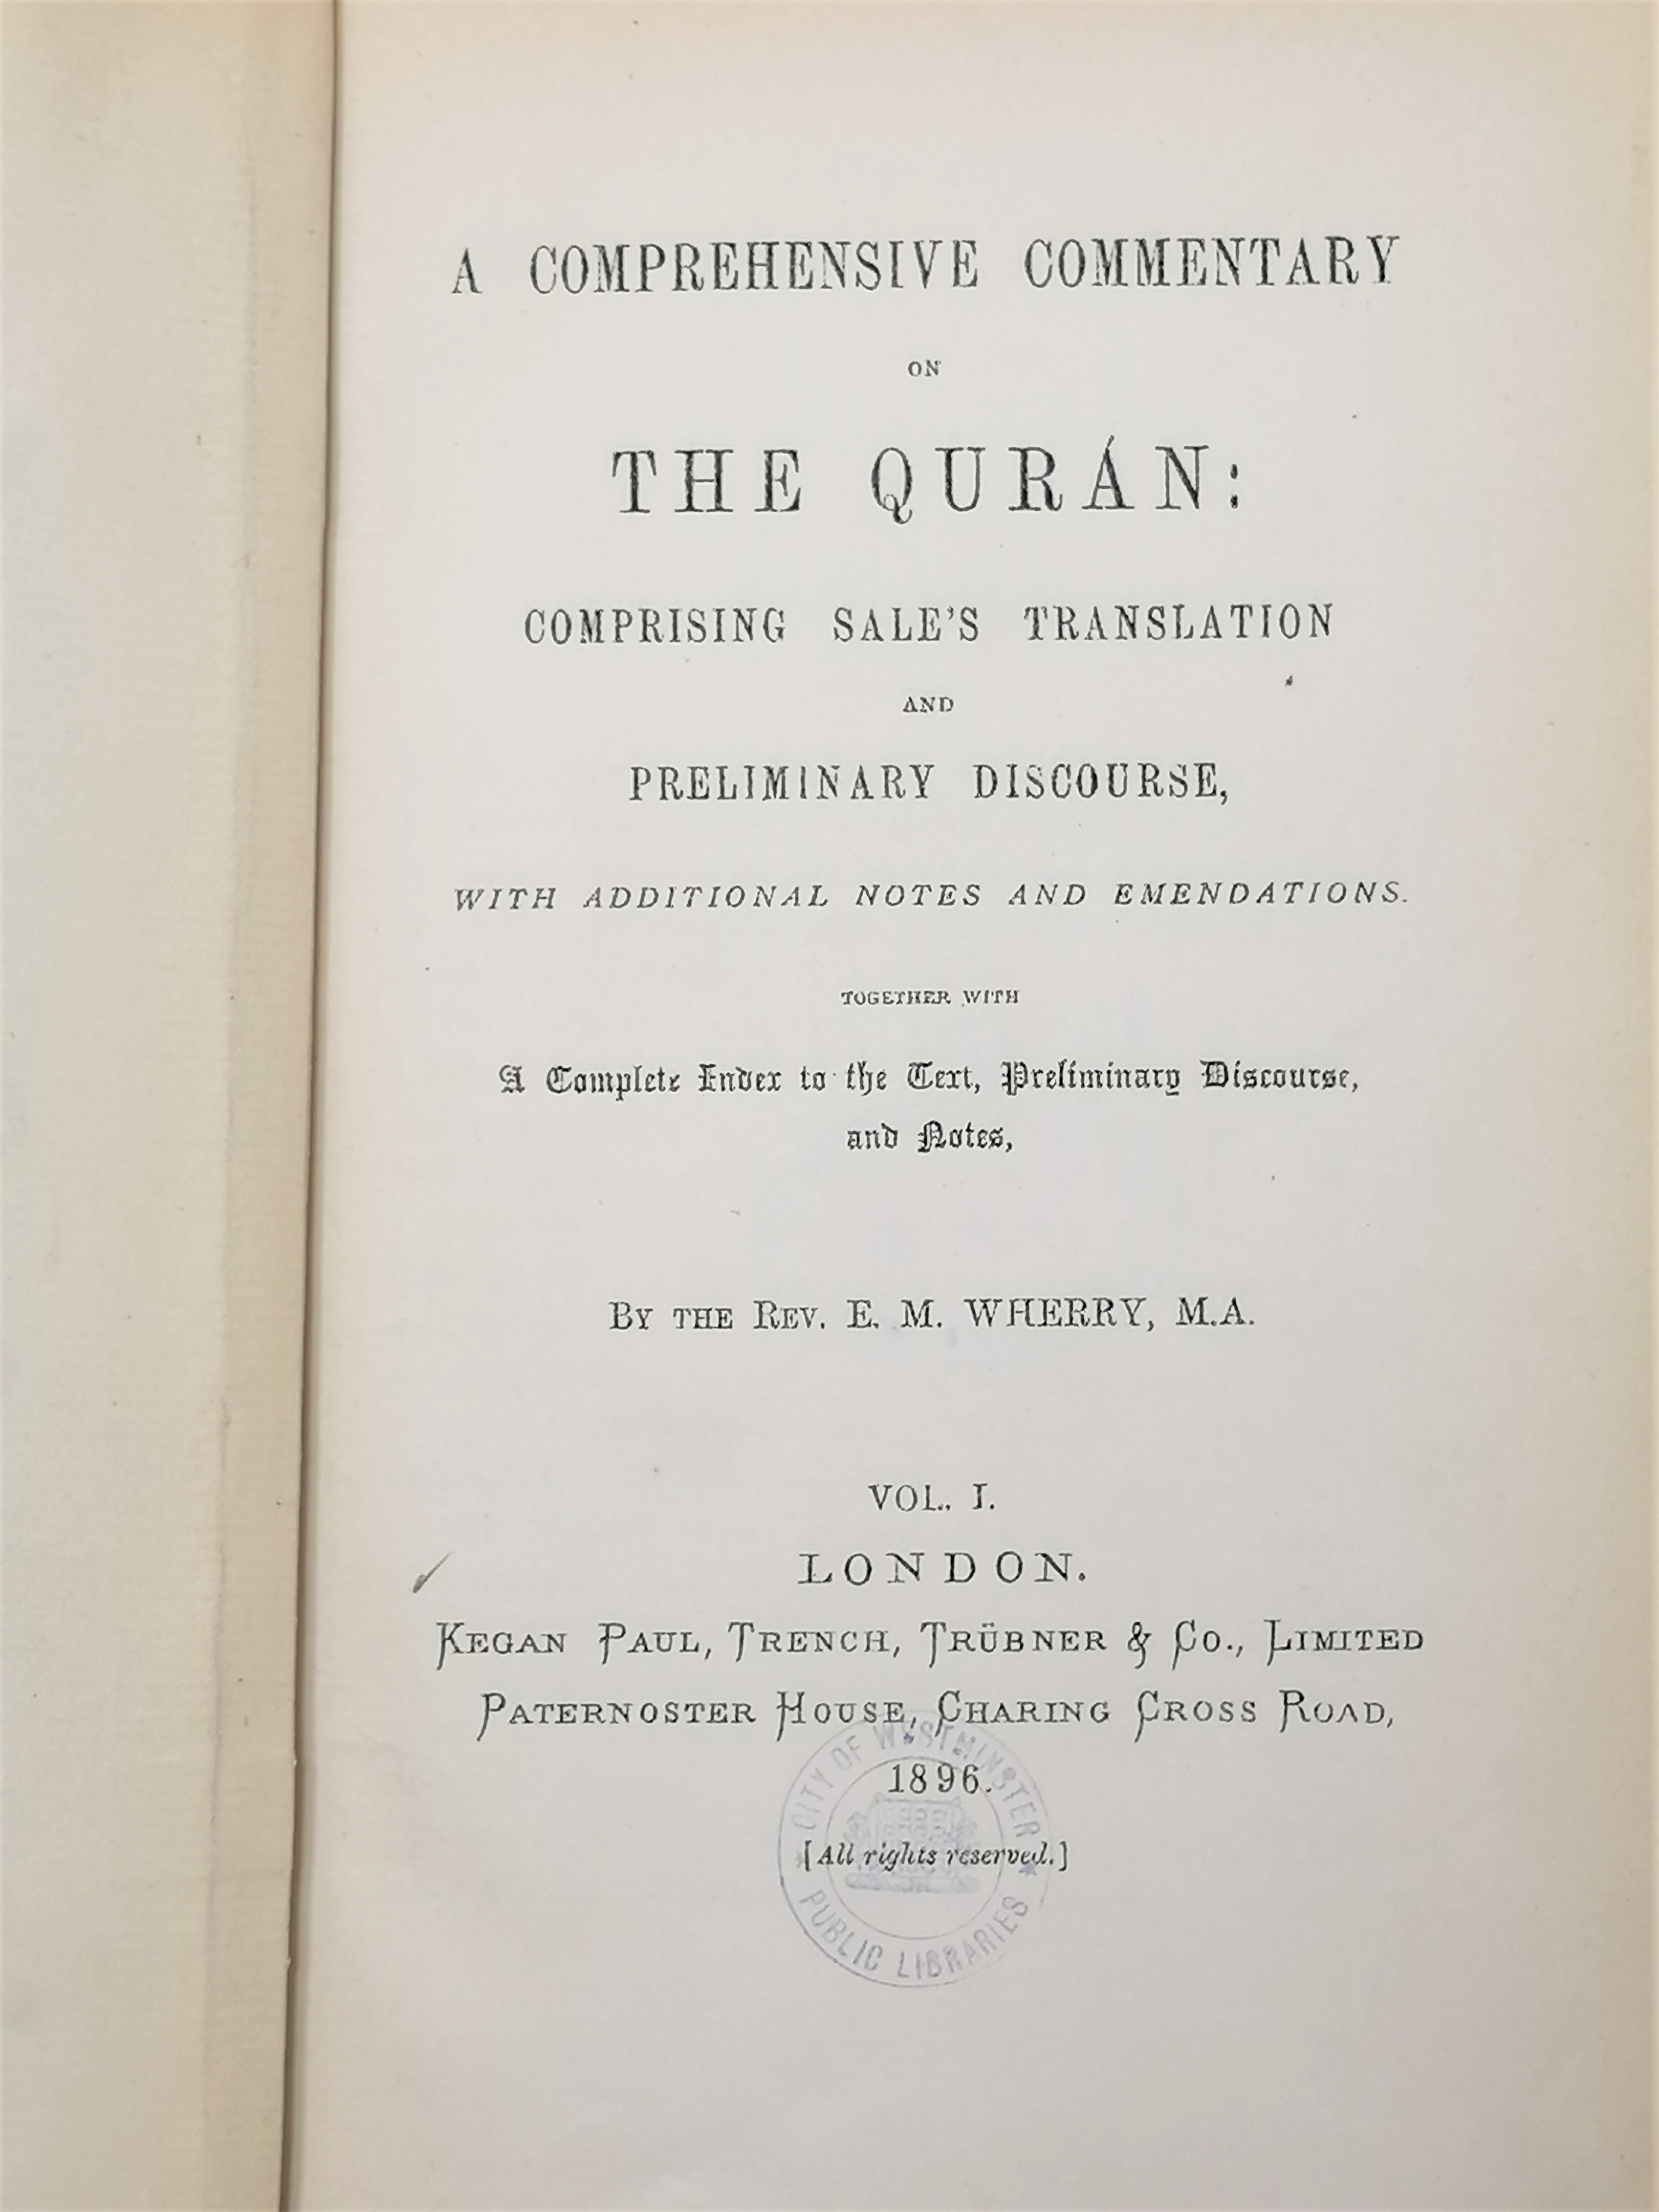 A COMPREHENSIVE COMMENTARY
ON
THE QURÁN:
COMPRISING SALE'S TRANSLATION
AND
PRELIMINARY DISCOURSE,
WITH ADDITIONAL NOTES AND EMENDATIONS.
TOGETHER WITH
A Complete Index to the Text, Preliminary Discourse,
and Notes,
BY THE REV. E. M. WHERRY, M.A.
VOL. I.
LONDON.
KEGAN PAUL, TRENCH, TRÜBNER & CO., LIMITED
PATERNOSTER HOUSE, CHARING CROSS ROAD,
1896.
[All rights reserved.]
CITY OF WESTMINSTER
PUBLIC LIBRARIES